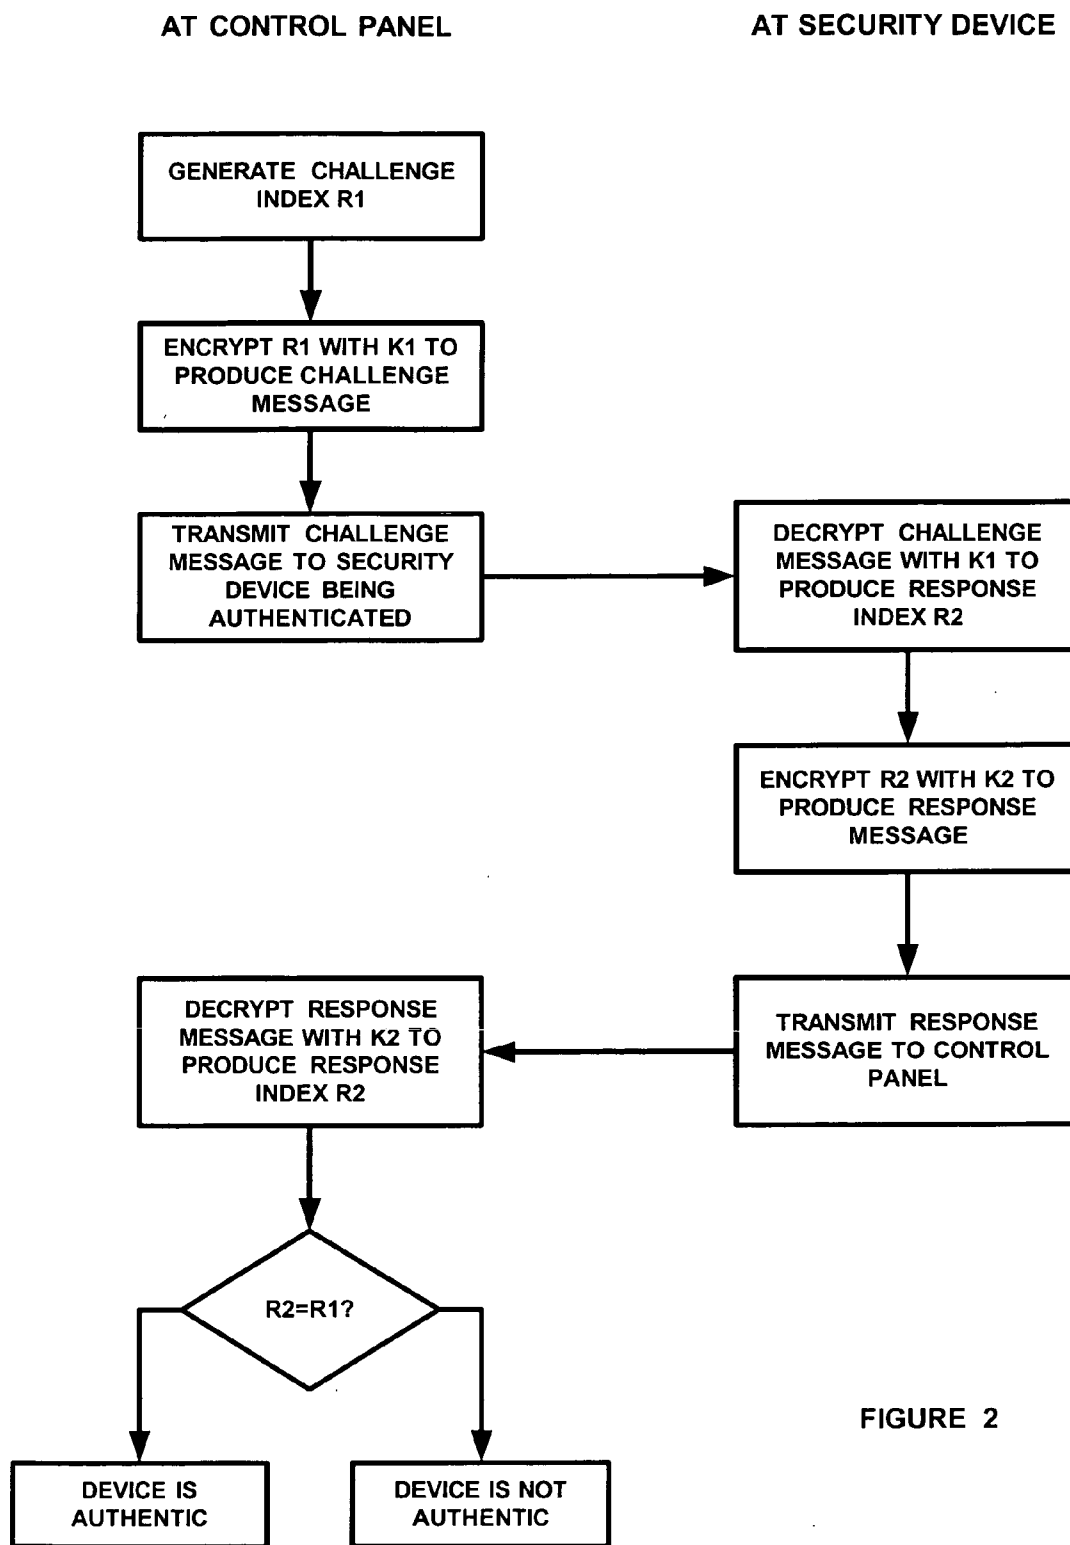 AT CONTROL PANEL
AT SECURITY DEVICE
GENERATE CHALLENGE
INDEX R1
ENCRYPT R1 WITH K1 TO
PRODUCE CHALLENGE
MESSAGE
TRANSMIT CHALLENGE
MESSAGE TO SECURITY
DEVICE BEING
AUTHENTICATED
DECRYPT CHALLENGE
MESSAGE WITH K1 TO
PRODUCE RESPONSE
INDEX R2
ENCRYPT R2 WITH K2 TO
PRODUCE RESPONSE
MESSAGE
TRANSMIT RESPONSE
MESSAGE TO CONTROL
PANEL
DECRYPT RESPONSE
MESSAGE WITH K2 TO
PRODUCE RESPONSE
INDEX R2
R2=R1?
DEVICE IS
AUTHENTIC
DEVICE IS NOT
AUTHENTIC
FIGURE 2